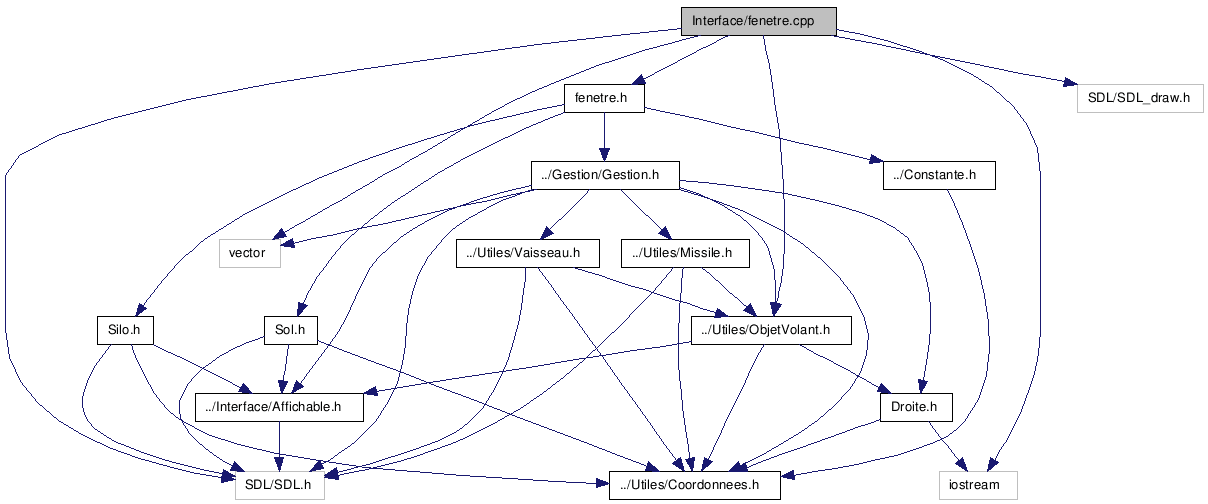 Interface/fenetre.cpp
fenetre.h
SDL/SDL_draw.h
../Gestion/Gestion.h
../Constante.h
vector
../Utiles/Vaisseau.h
../Utiles/Missile.h
Silo.h
Sol.h
../Utiles/ObjetVolant.h
../Interface/Affichable.h
Droite.h
SDL/SDL.h
../Utiles/Coordonnees.h
iostream